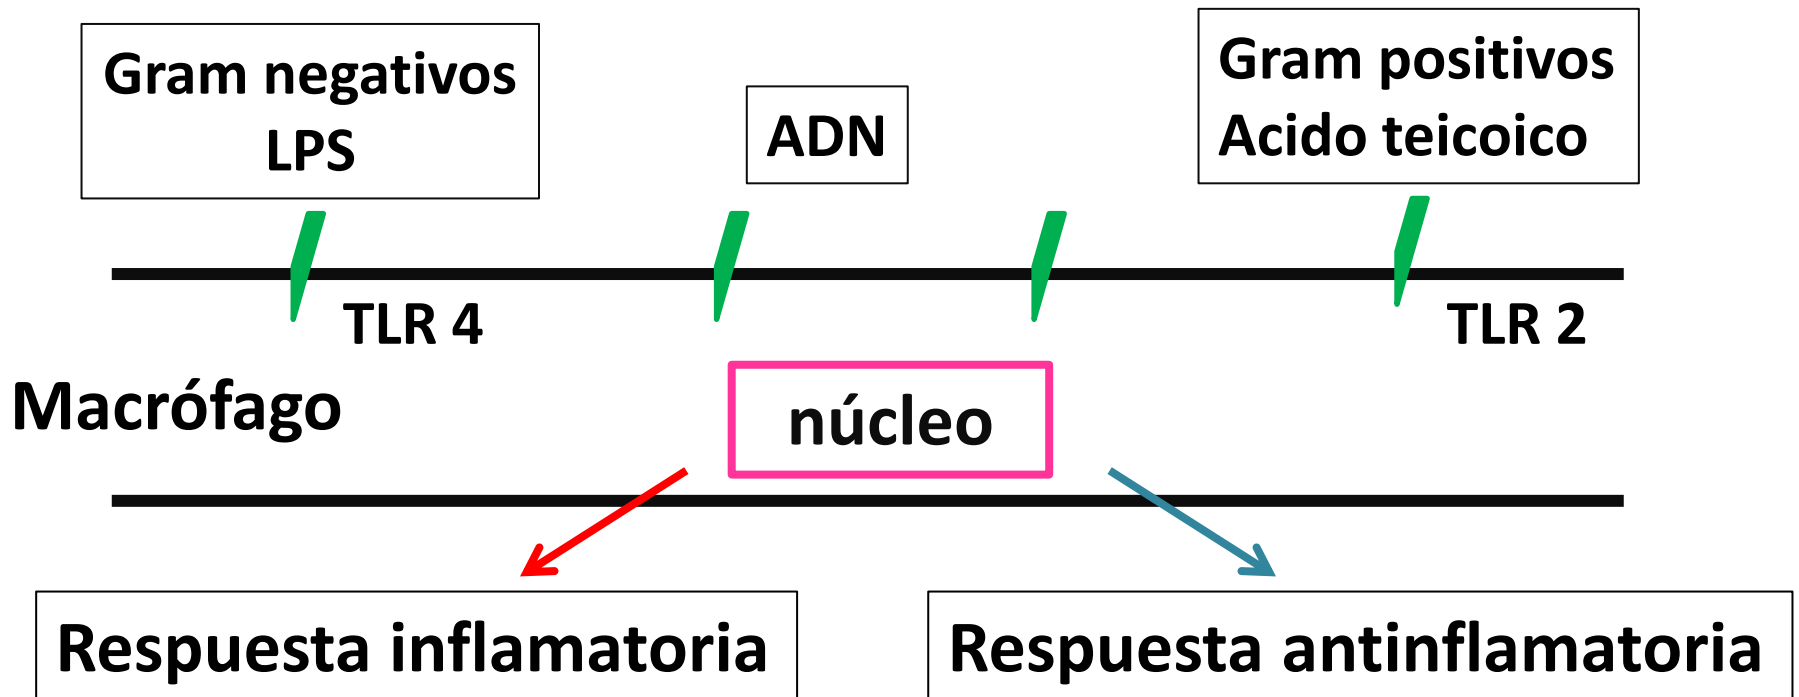 Gram negativos
LPS
ADN
Gram positivos
Acido teicoico
TLR 4
TLR 2
Macrófago
núcleo
Respuesta inflamatoria
Respuesta antinflamatoria